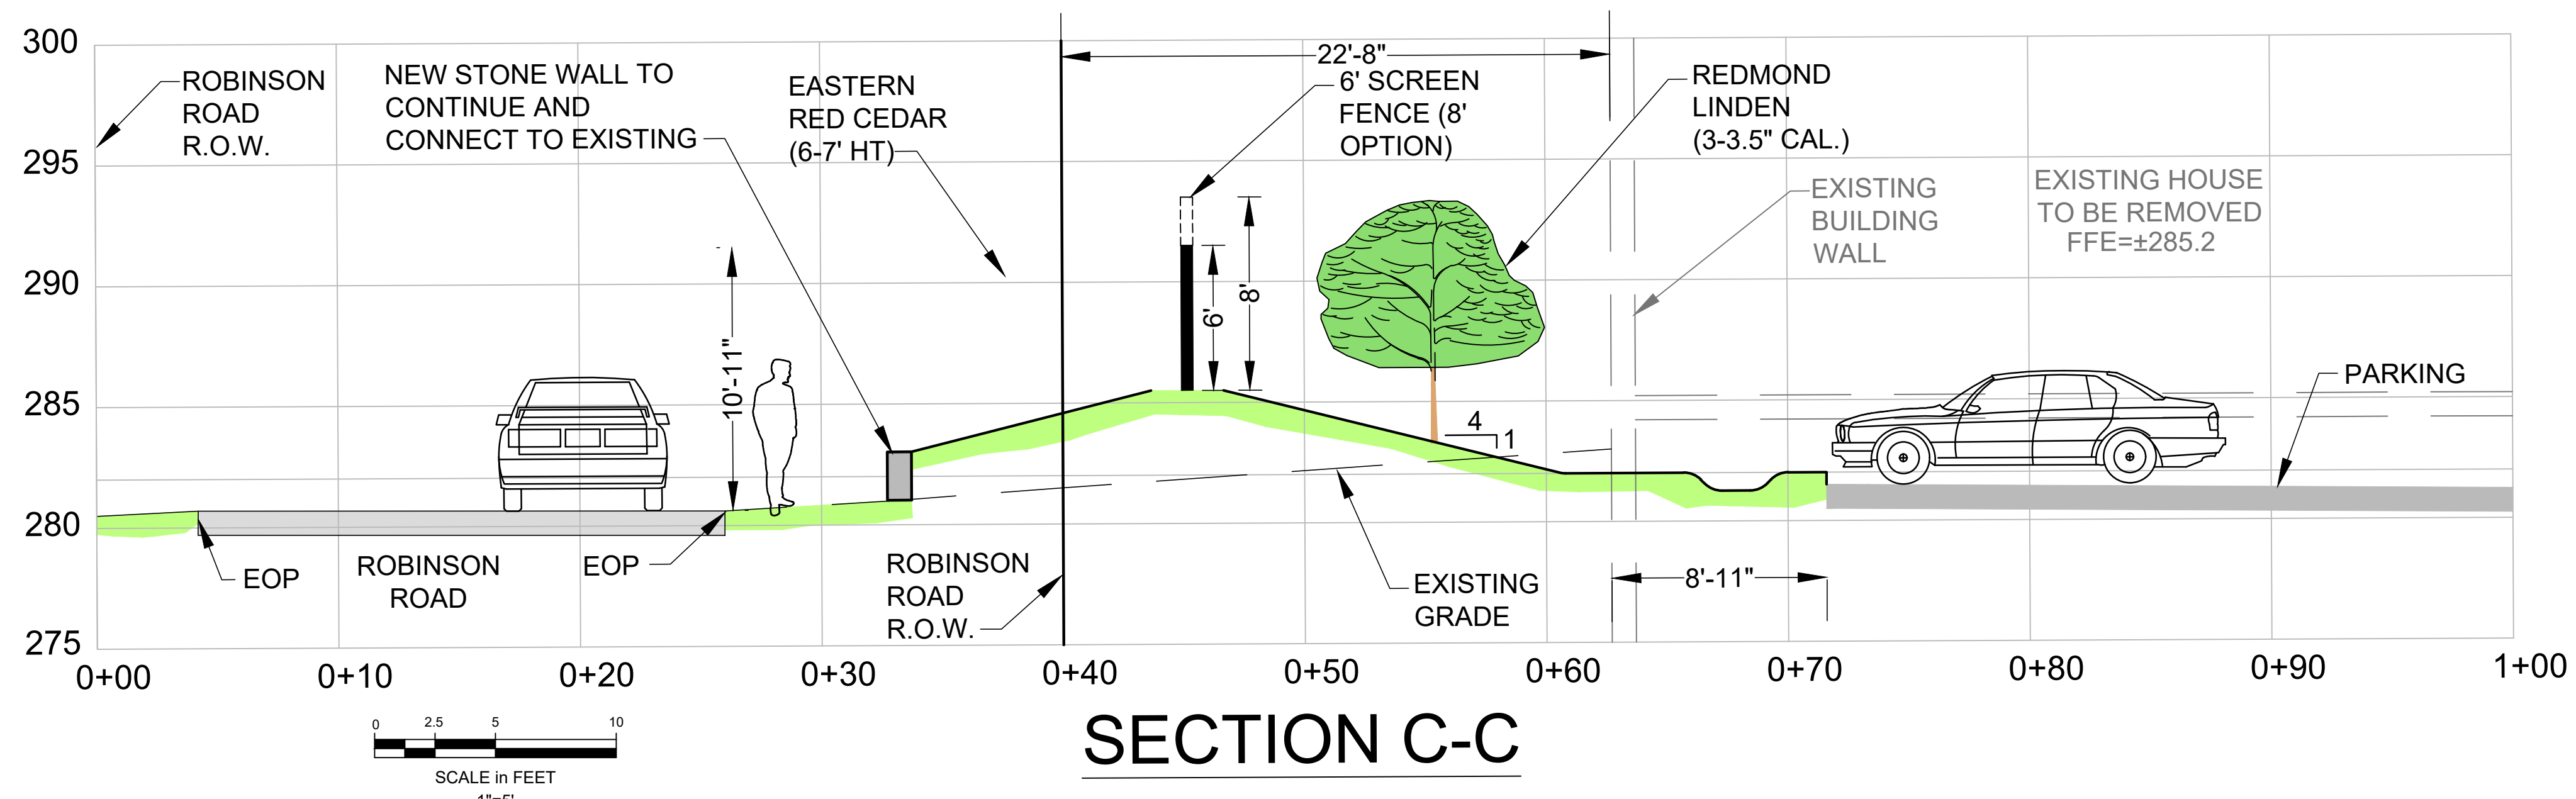 300
295
290
285
280
275
ROBINSON
ROAD
R.O.W.
NEW STONE WALL TO
CONTINUE AND
CONNECT TO EXISTING
EASTERN
RED CEDAR
(6-7' HT)
22'-8"
6' SCREEN
FENCE (8'
OPTION)
REDMOND
LINDEN
(3-3.5" CAL.)
EXISTING
BUILDING
WALL
EXISTING HOUSE
TO BE REMOVED
FFE=±285.2
10'-11"
6'
8'
4
1
PARKING
EOP
ROBINSON
ROAD
EOP
ROBINSON
ROAD
R.O.W.
EXISTING
GRADE
8'-11"
0+00
0+10
0+20
0+30
0+40
0+50
0+60
0+70
0+80
0+90
1+00
0
2.5
5
10
SCALE in FEET
1"=5'
SECTION C-C